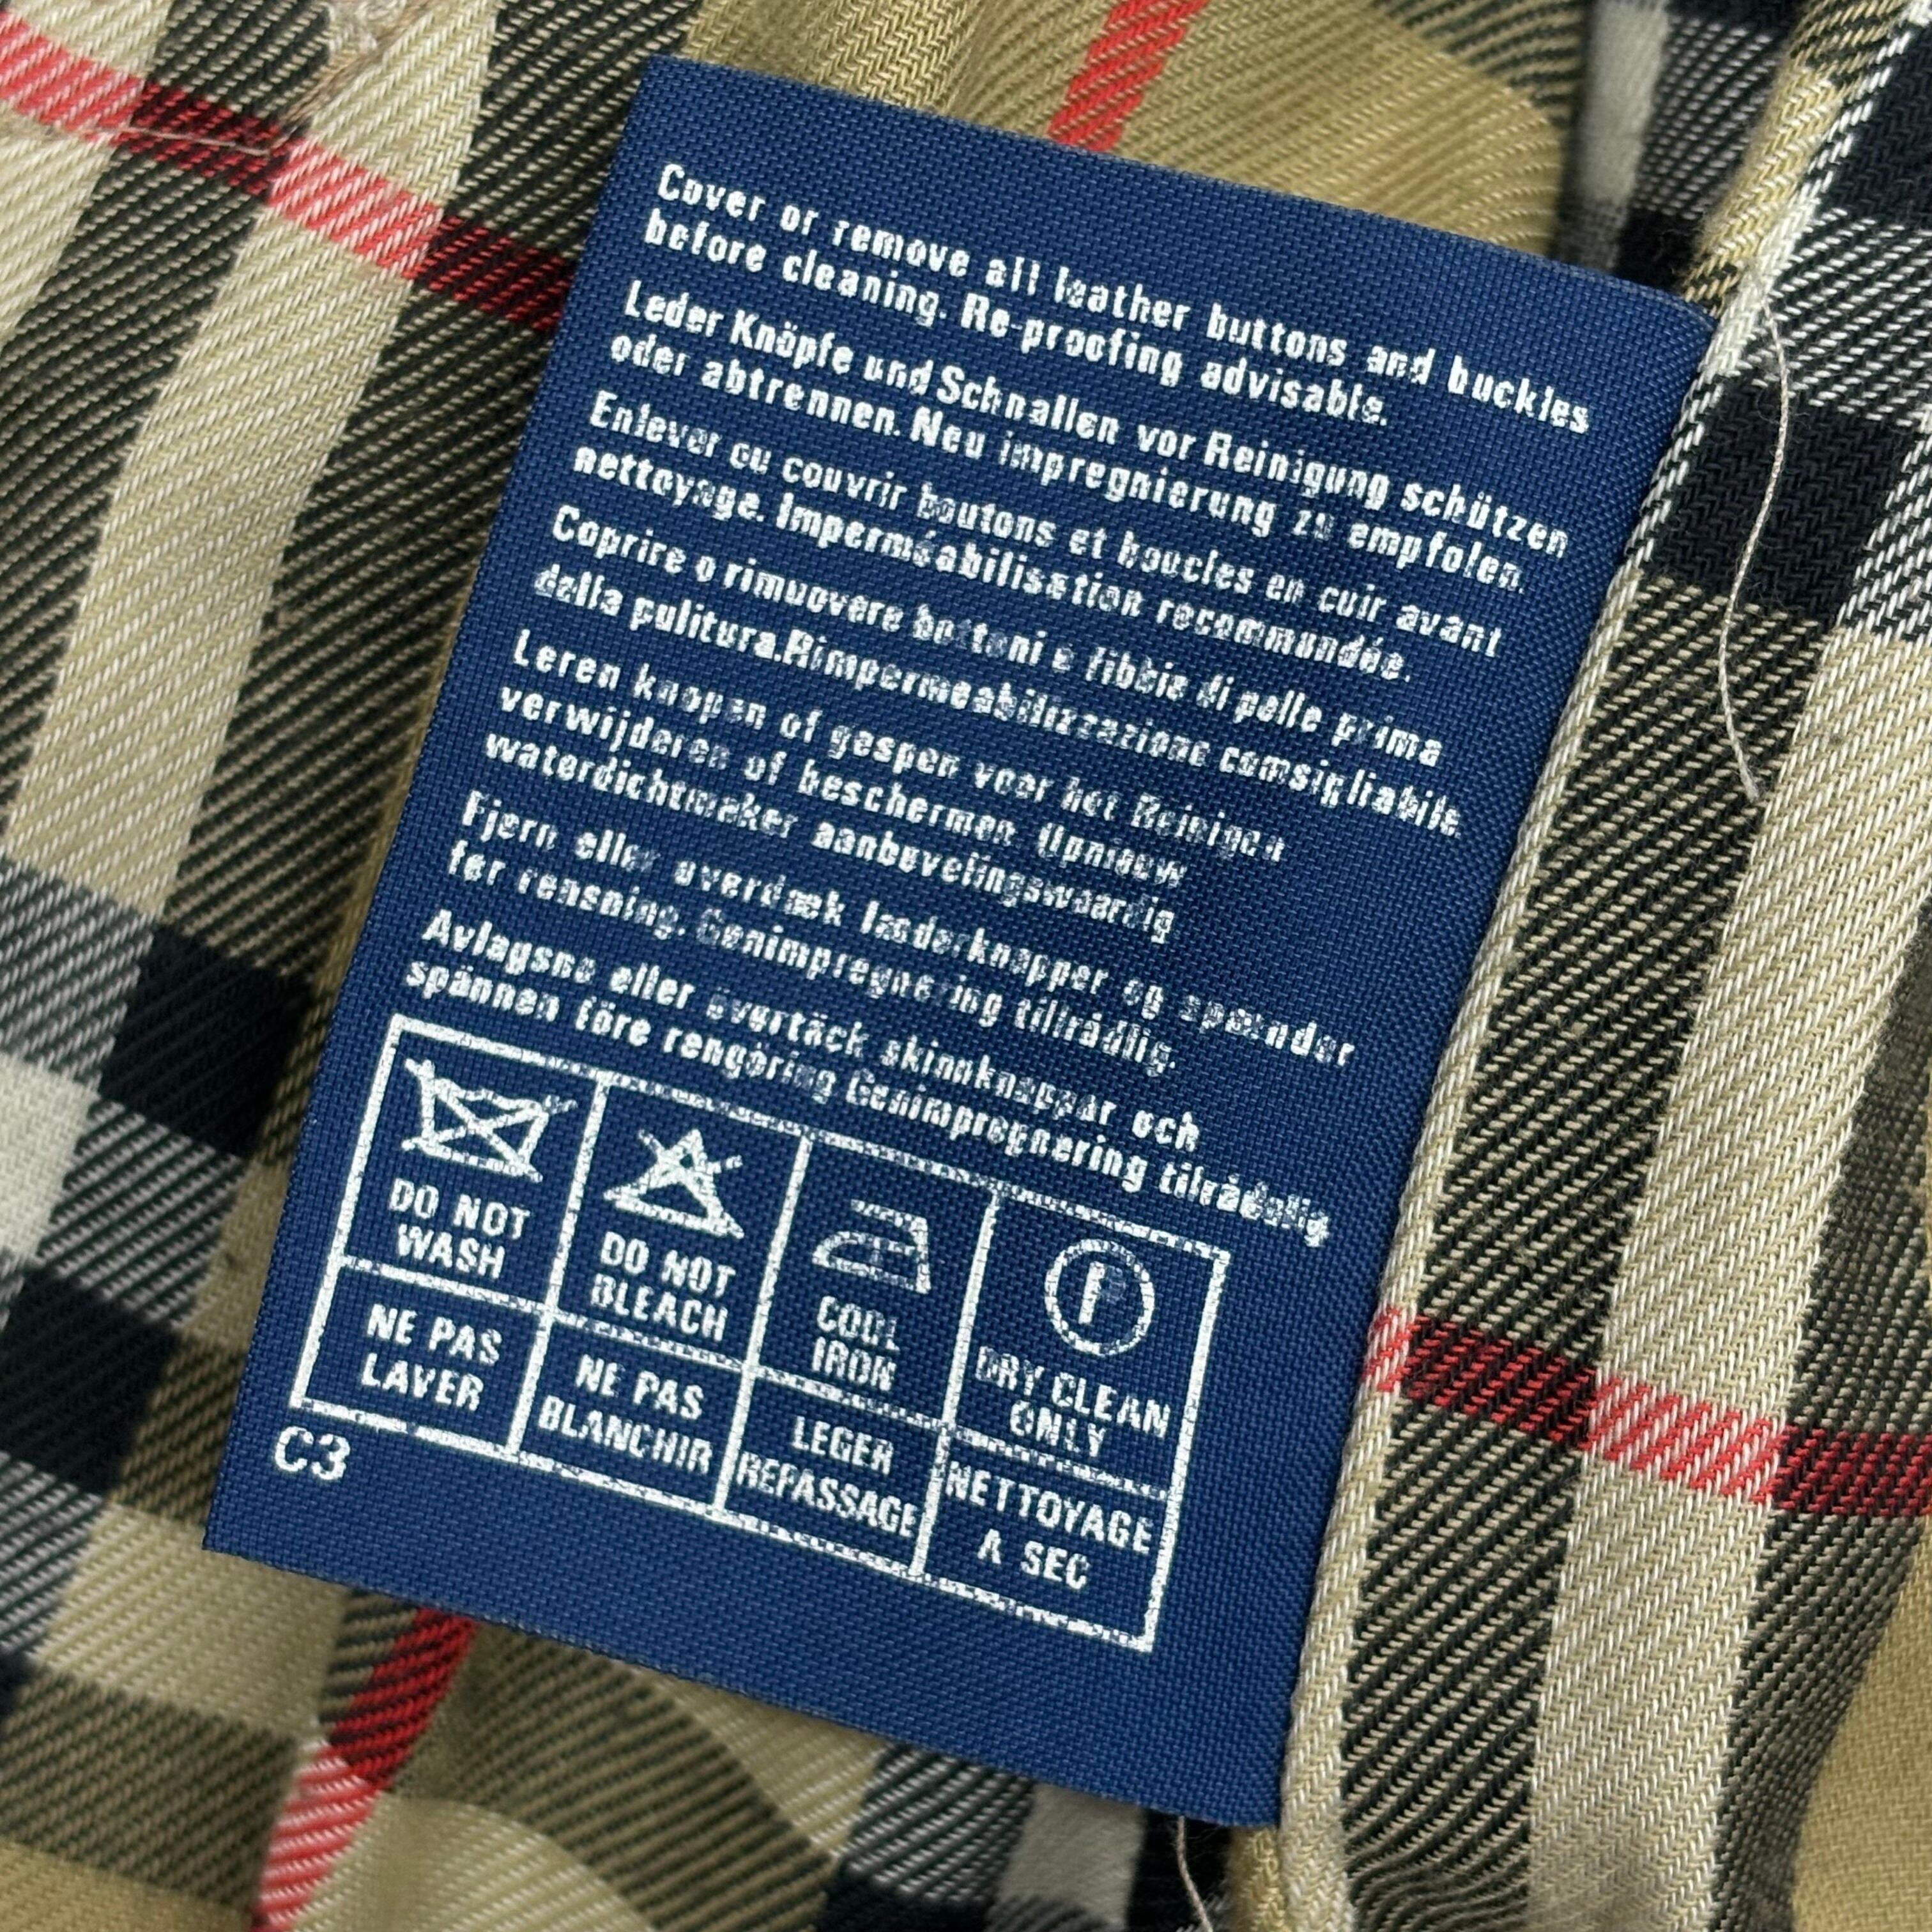 Cover or remove all leather buttons and buckles
before cleaning. Re-proofing advisable.
Leder Knöpfe und Schnallen vor Reinigung schützen
oder abtrennen. Neu impregnierung zu empfolen.
Enlever ou couvrir boutons et boucles en cuir avant
nettoyage. Imperméabilisation recommundée.
Coprire o rimuovere bottoni e fibbie di pelle prima
della pulitura. Rimpermeabilizzazione comsigliabile.
Leren knopen of gespen voor het Reinigen
verwijderen of beschermen Opnieuw
waterdichtmaker aanbevelingswaardig
Fjern eller overdæk læderknapper og spænder
før rensning. Genimpregnering tilrådlig.
Avlagsne eller övertäck skinnknappar och
spännen före rengöring Genimpregnering tilrådelig
DO NOT
WASH
DO NOT
BLEACH
COOL
IRON
P
DRY CLEAN
ONLY
NE PAS
LAVER
NE PAS
BLANCHIR
LEGER
REPASSAGE
NETTOYAGE
A SEC
C3